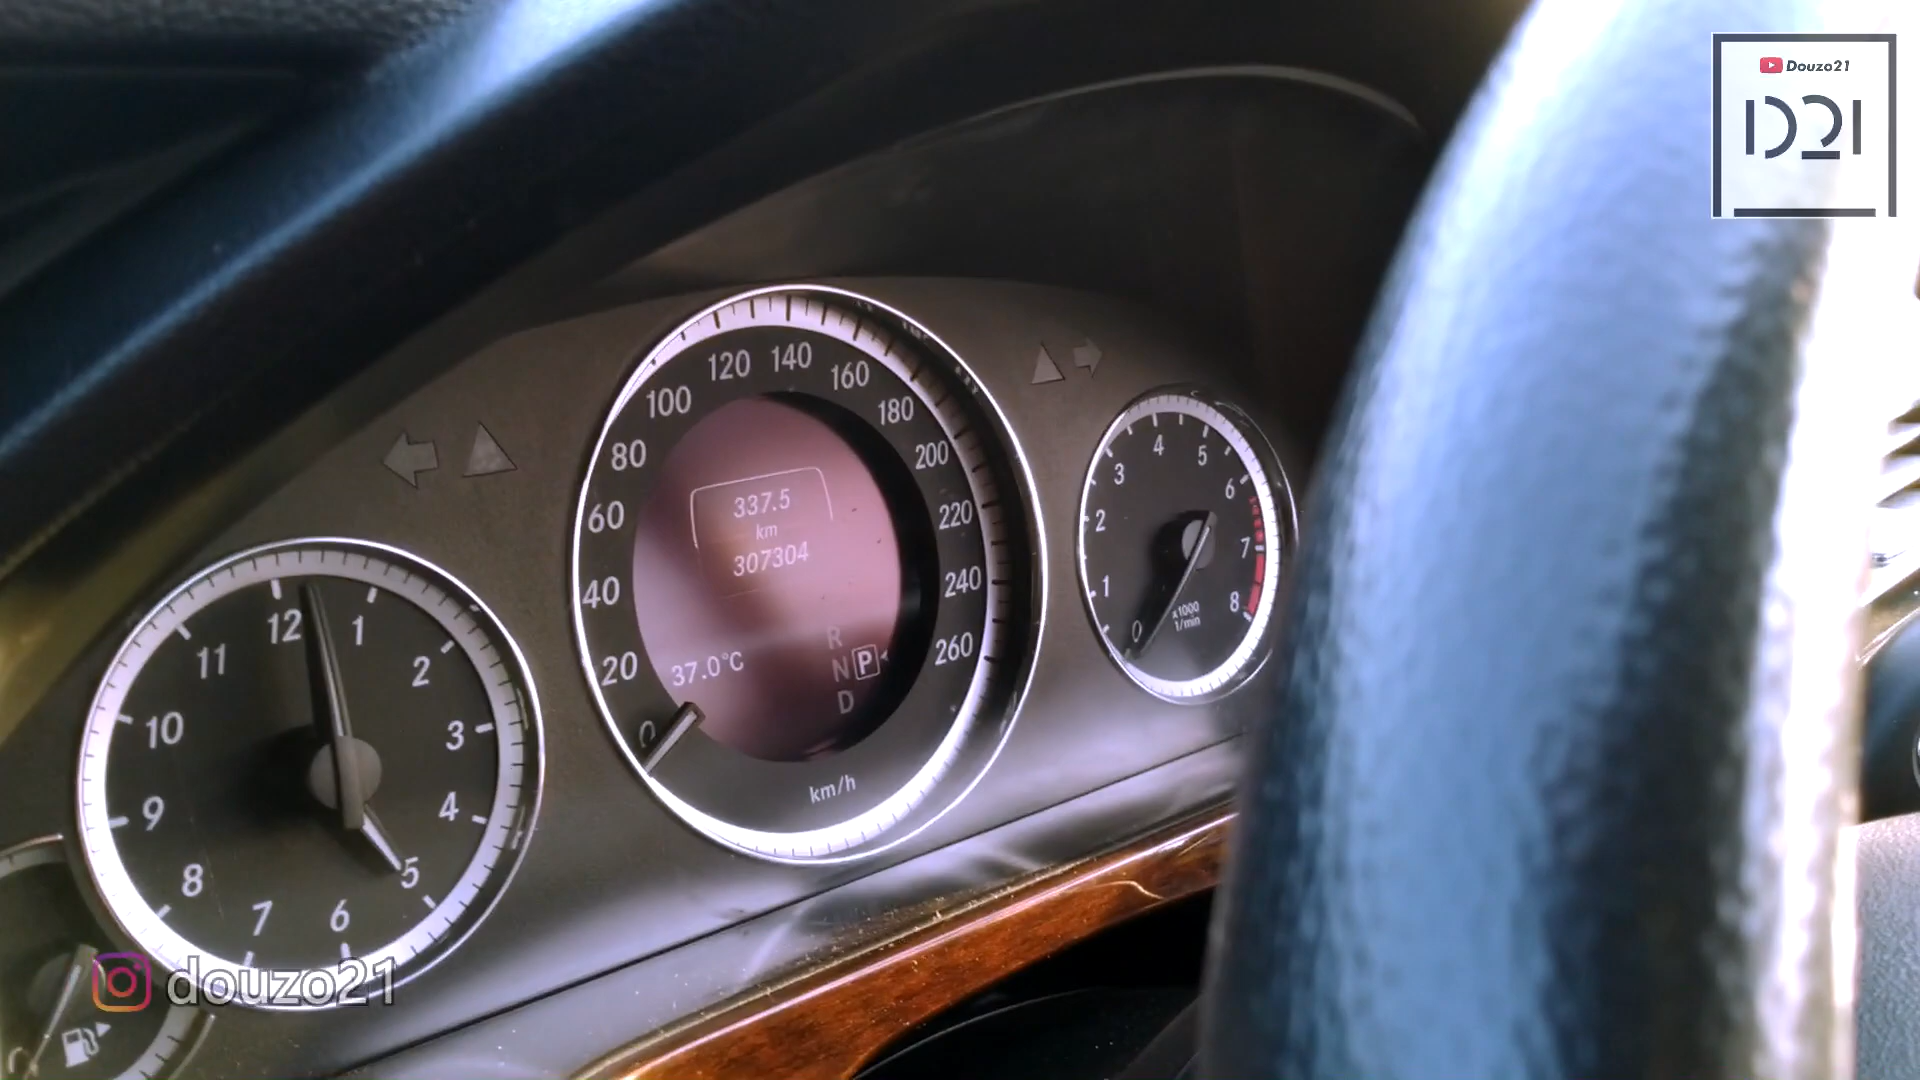 Douzo21
D21
120 140
100 160
80 180
60 200
40 220
20 240
0 260
337.5
km
307304
37.0°C
R
N P
D
km/h
12 1
11 2
10 3
9 4
8 5
7 6
4 5
3 6
2 7
1 8
0
x1000
1/min
douzo21